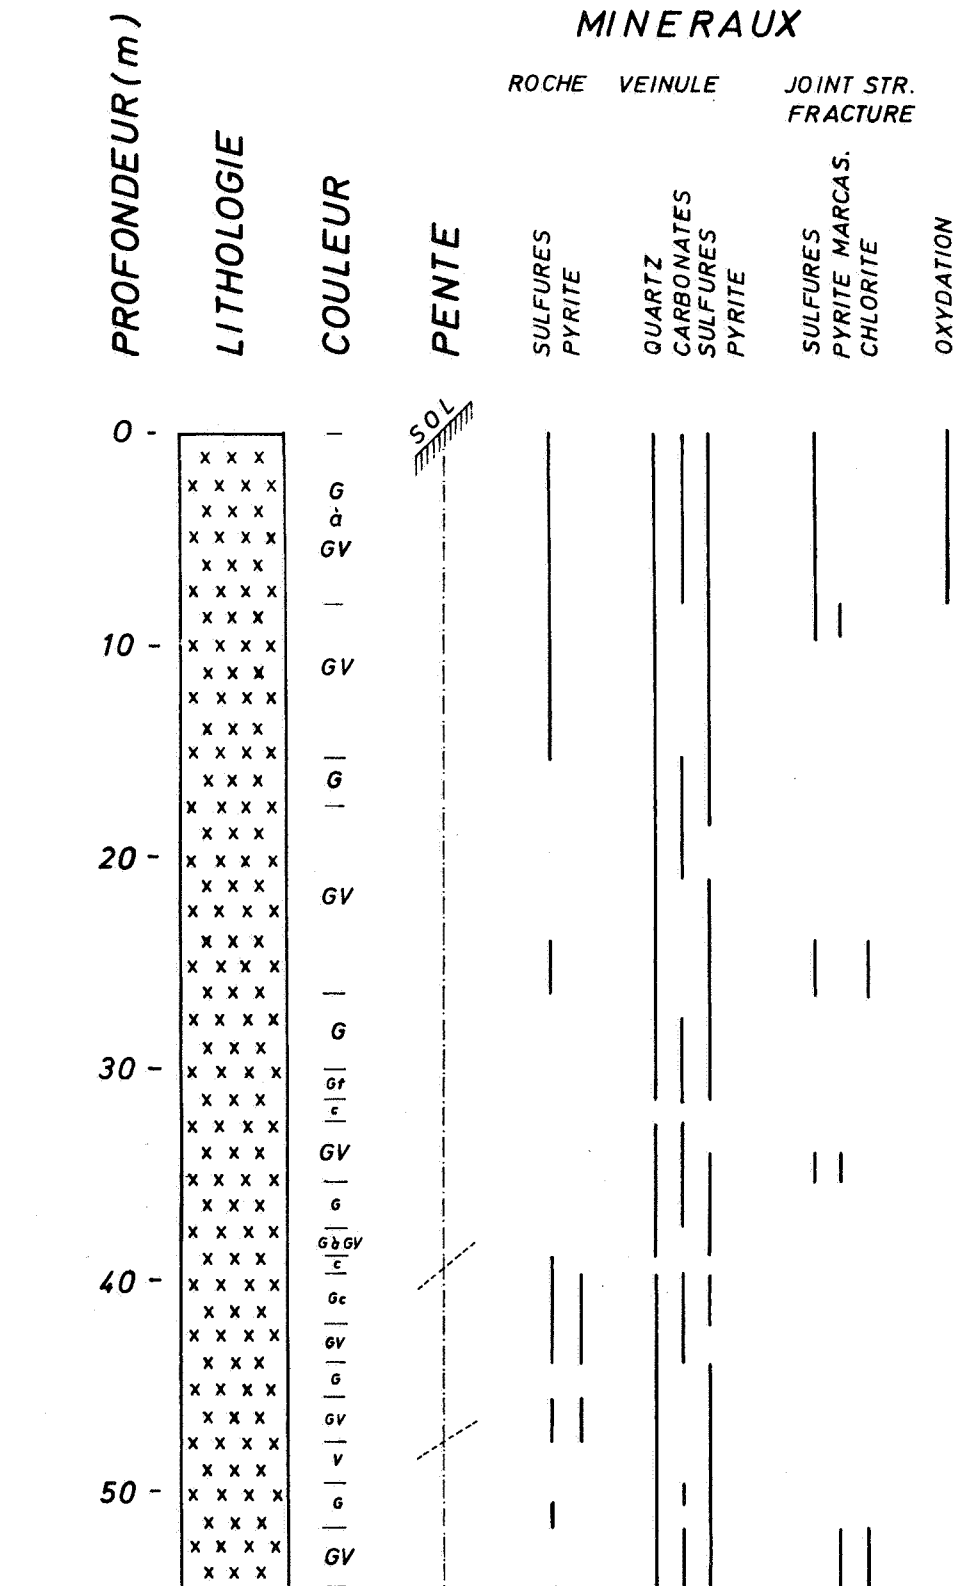 MINERAUX
ROCHE VEINULE JOINT STR.
FRACTURE
PROFONDEUR (m)
LITHOLOGIE
COULEUR
PENTE
SULFURES
PYRITE
QUARTZ
CARBONATES
SULFURES
PYRITE
SULFURES
PYRITE MARCAS.
CHLORITE
OXYDATION
SOL
0 -
G
à
GV
10 -
GV
G
20 -
GV
G
30 -
Gt
c
GV
G
G à GV
c
40 -
Gc
GV
G
GV
V
50 -
G
GV